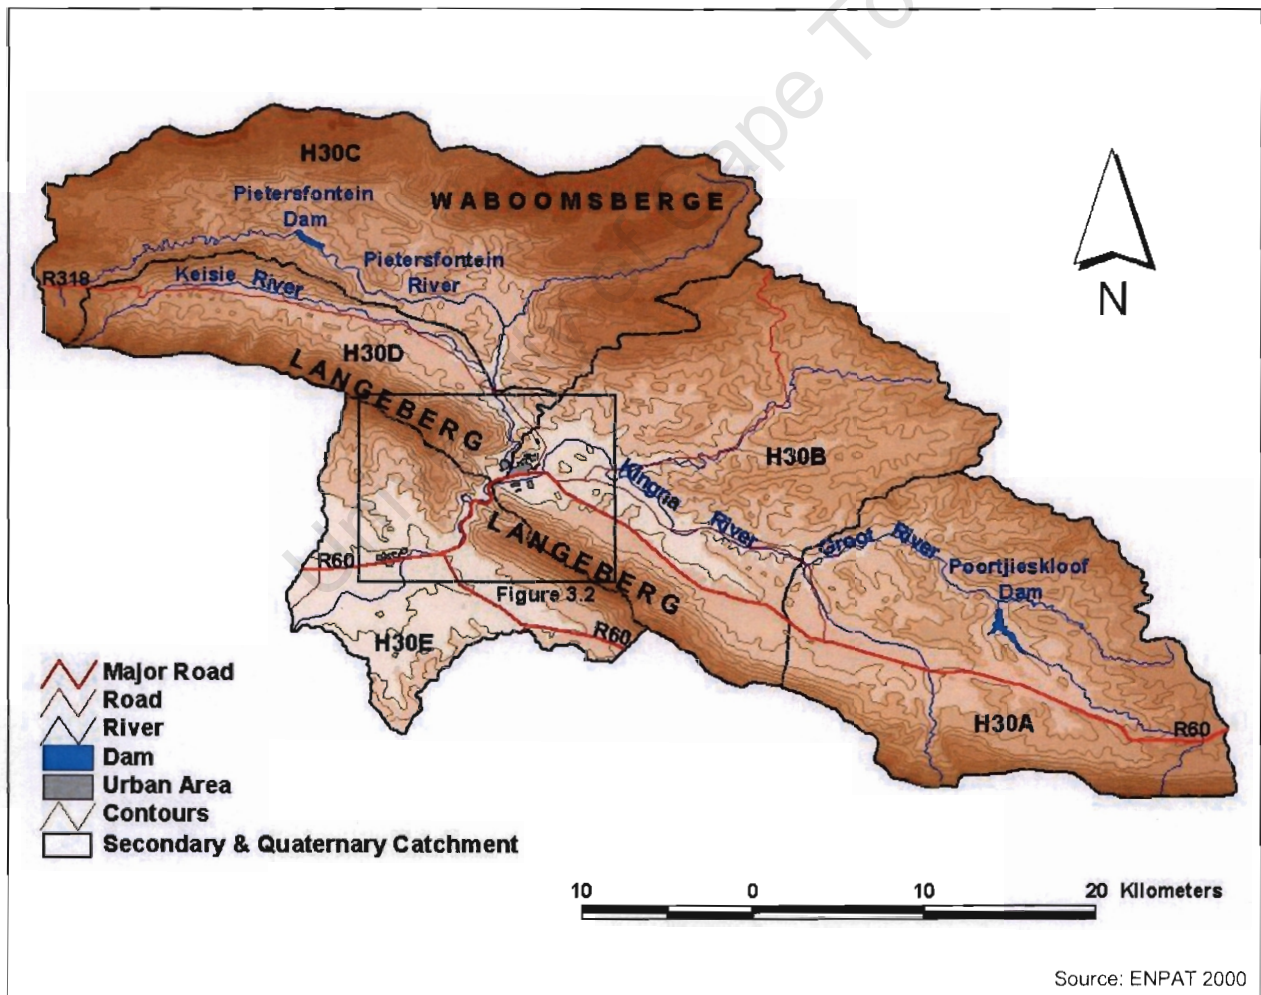 H30C
Pietersfontein
Dam
WABOOMSBERGE
Pietersfontein
River
R318
Keisie River
H30D
LANGEBERG
H30B
Kingna River
Groot River
Poortjieskloof
Dam
LANGEBERG
R60
Figure 3.2
R60
H30E
H30A
R60
N
Major Road
Road
River
Dam
Urban Area
Contours
Secondary & Quaternary Catchment
10 0 10 20 Kilometers
Source: ENPAT 2000